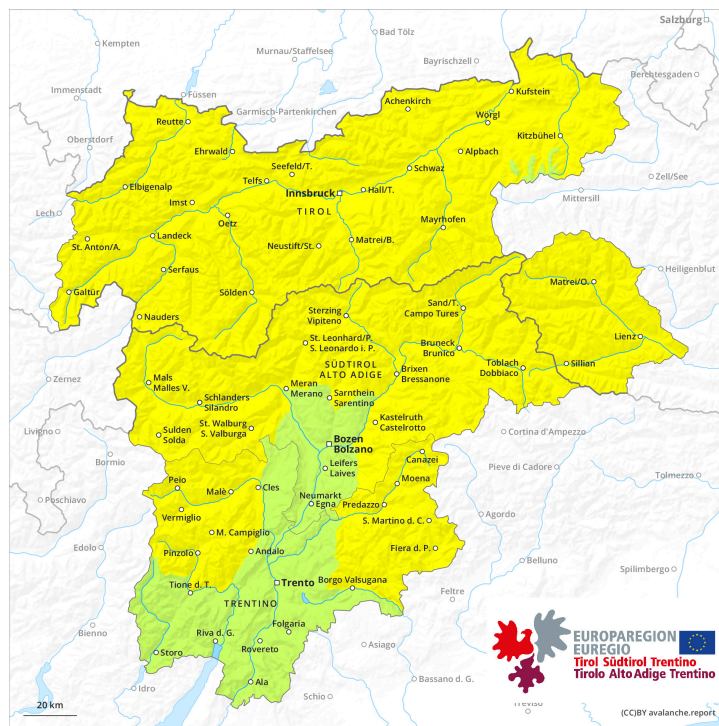 Salzburg
Kempten
Bad Tölz
Murnau/Staffelsee
Bayrischzell
Berchtesgaden
Immenstadt
Füssen
Garmisch-Partenkirchen
Achenkirch
Kufstein
Reutte
Wörgl
Oberstdorf
Ehrwald
Kitzbühel
Alpbach
Seefeld/T.
Schwaz
Telfs
Zell/See
Elbigenalp
Innsbruck
Hall/T.
Mittersill
Imst
TIROL
Lech
Oetz
Mayrhofen
Landeck
Neustift/St.
Matrei/B.
St. Anton/A.
Serfaus
Heiligenblut
Matrei/O.
Galtür
Sölden
Nauders
Sterzing
Vipiteno
Sand/T.
Campo Tures
Lienz
St. Leonhard/P.
S. Leonardo i. P.
Bruneck
Brunico
Toblach
Dobbiaco
Sillian
SÜDTIROL
ALTO ADIGE
Brixen
Bressanone
Zernez
Mals
Malles V.
Meran
Merano
Sarnthein
Sarentino
Schlanders
Silandro
St. Walburg
S. Valburga
Kastelruth
Castelrotto
Livigno
Sulden
Solda
Bozen
Bolzano
Cortina d'Ampezzo
Bormio
Canazei
Leifers
Laives
Pieve di Cadore
Tolmezzo
Peio
Malè
Cles
Moena
Poschiavo
Neumarkt
Egna
Predazzo
Vermiglio
S. Martino d. C.
Agordo
M. Campiglio
Edolo
Pinzolo
Andalo
Fiera d. P.
Belluno
Spilimbergo
Tione d. T.
Trento
Borgo Valsugana
Feltre
TRENTINO
Bienno
Folgaria
Riva d. G.
Storo
Rovereto
Asiago
EUROPAREGION
EUREGIO
Tirol Südtirol Trentino
Tirolo Alto Adige Trentino
Ala
Idro
Schio
Bassano d. G.
Treviso
20 km
(CC)BY avalanche.report